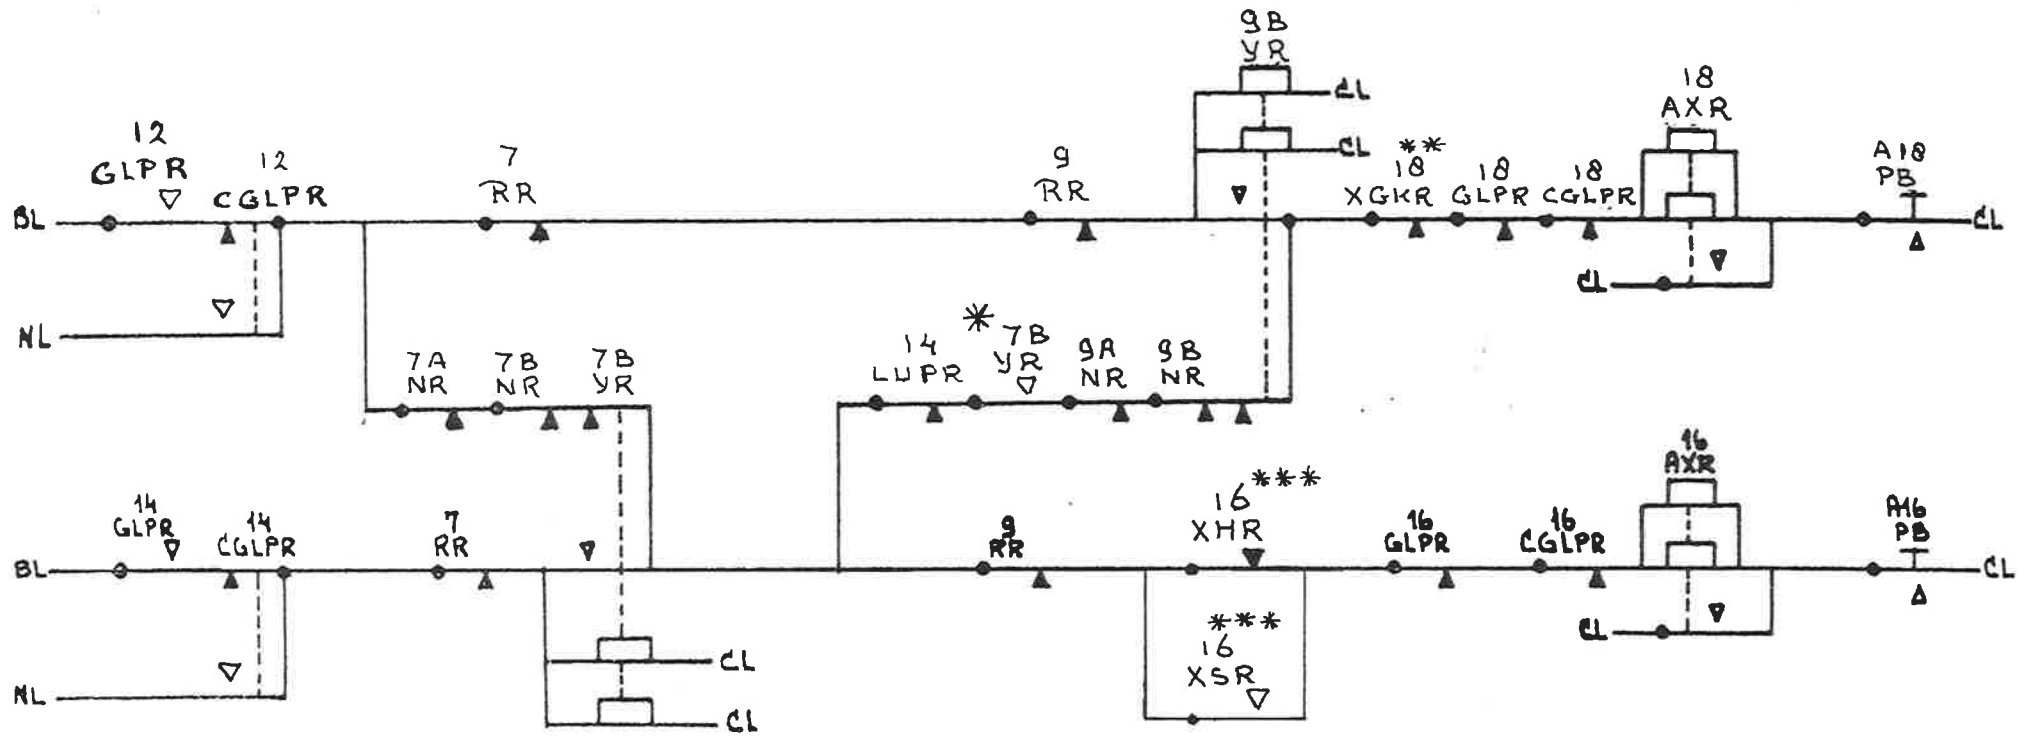 9B
YR
CL
CL
18
AXR
12
GLPR
12
CGLPR
7
RR
9
RR
**
18
XGKR
18
GLPR
18
CGLPR
A18
PB
BL
CL
CL
NL
7A
NR
7B
NR
7B
YR
14
LUPR
*
7B
YR
9A
NR
9B
NR
14
GLPR
14
CGLPR
7
RR
9
RR
***
16
XHR
16
GLPR
16
CGLPR
16
AXR
A16
PB
BL
CL
CL
***
16
XSR
NL
CL
CL